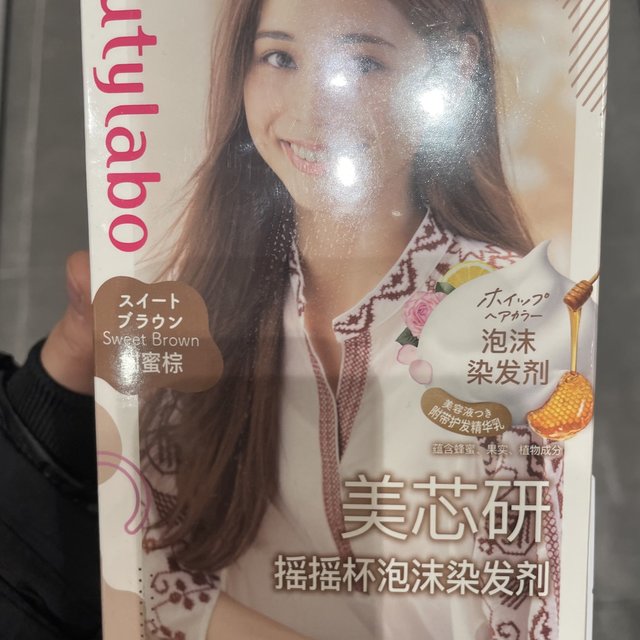 utylabo
スイート
ブラウン
Sweet Brown
蜜棕
ホイップ
ヘアカラー
泡沫
染发剂
美容液つき
附带护发精华乳
蕴含蜂蜜、果实、植物成分
美芯研
摇摇杯泡沫染发剂